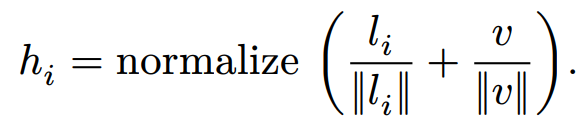 h_i = normalize ( l_i / ‖l_i‖ + v / ‖v‖ ).